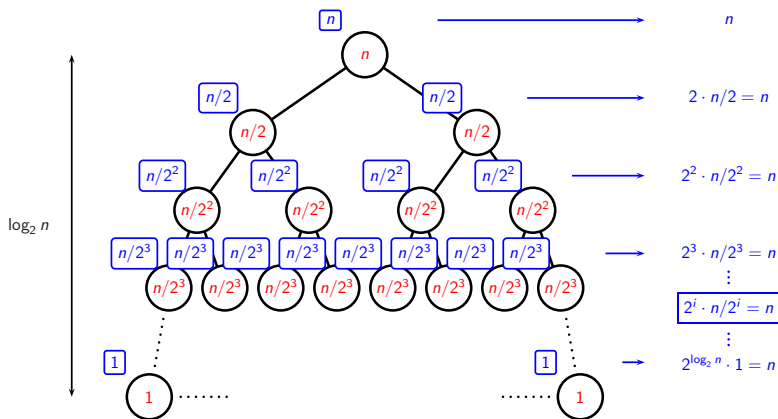 n n
n
n/2 n/2 2 · n/2 = n
n/2 n/2
n/2² n/2² n/2² n/2² 2² · n/2² = n
n/2² n/2² n/2² n/2²
log₂ n
n/2³ n/2³ n/2³ n/2³ n/2³ n/2³ n/2³ n/2³ 2³ · n/2³ = n
n/2³ n/2³ n/2³ n/2³ n/2³ n/2³ n/2³ n/2³
⋮
2ⁱ · n/2ⁱ = n
⋮
1 1 2^{log₂ n} · 1 = n
1 1